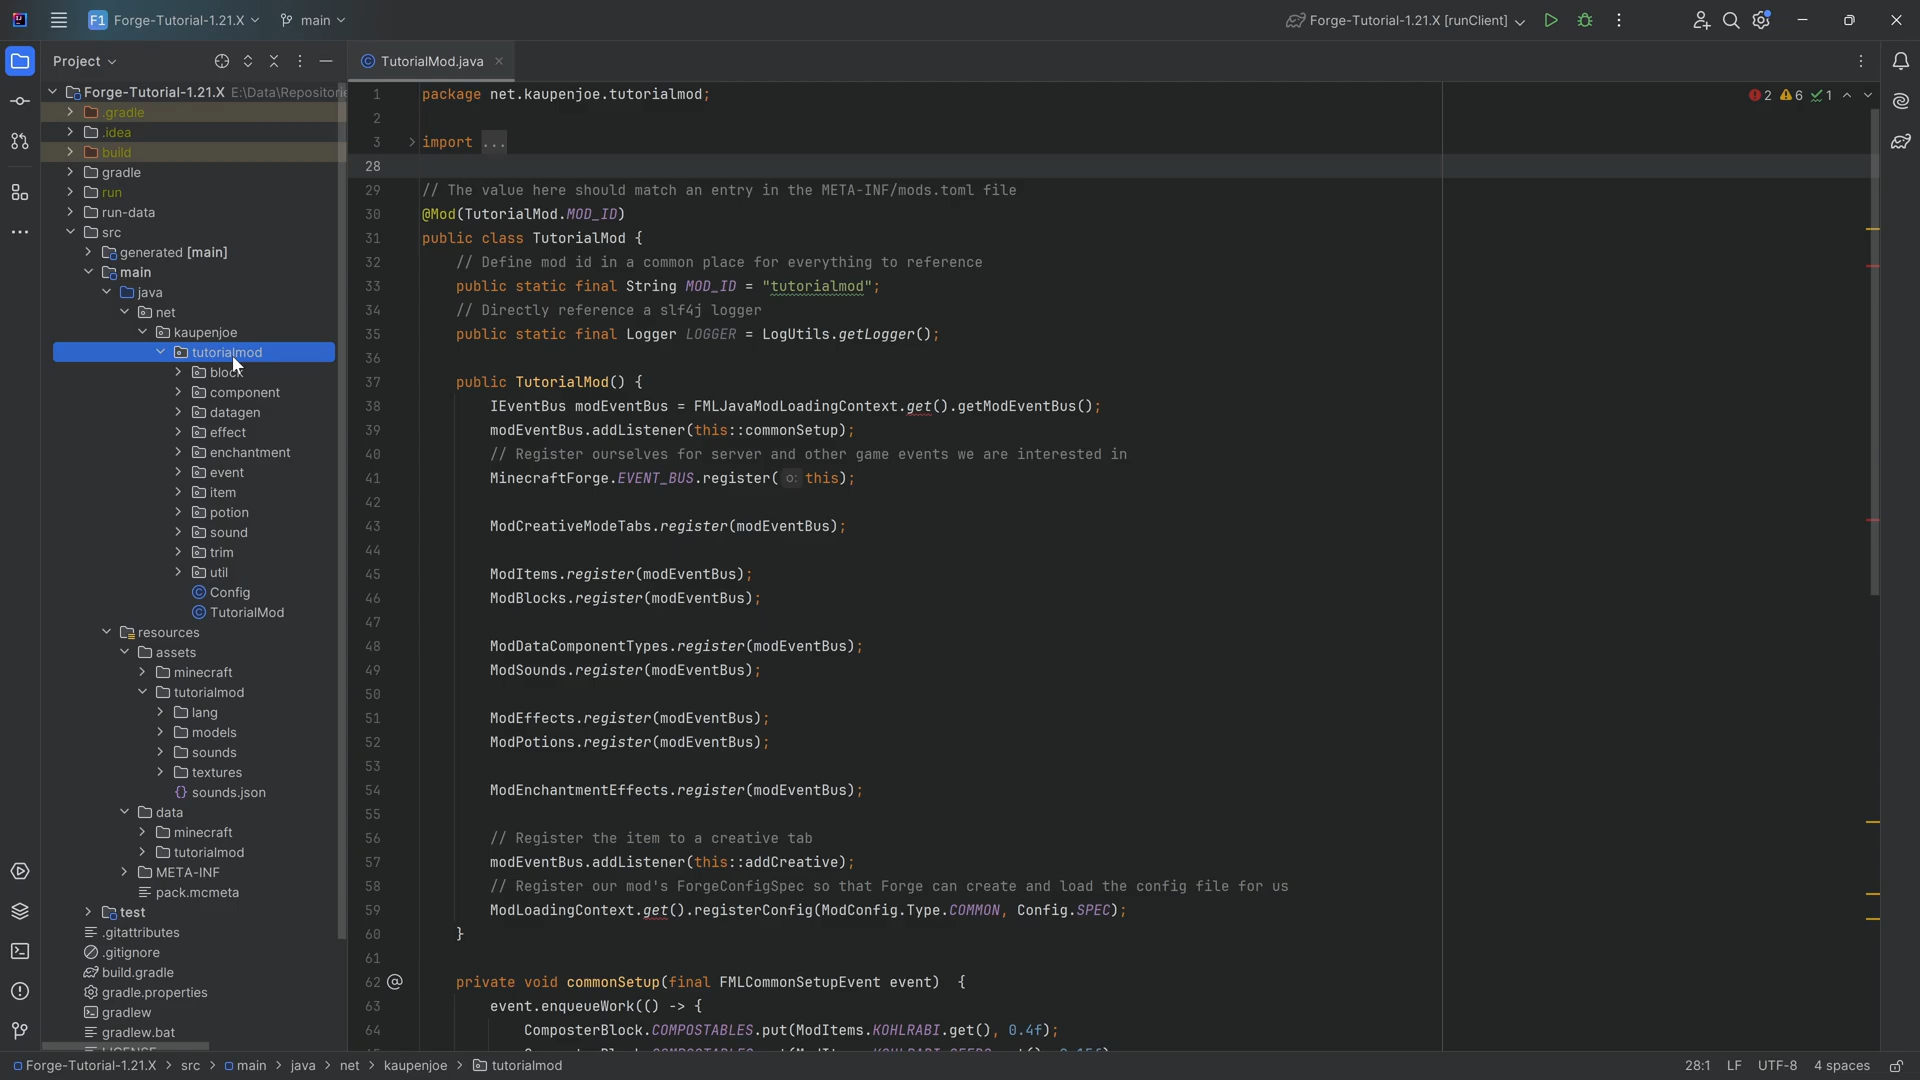 F1 Forge-Tutorial-1.21.X main Forge-Tutorial-1.21.X [runClient]
Project
Forge-Tutorial-1.21.X E:\Data\Repositorie
.gradle
.idea
build
gradle
run
run-data
src
generated [main]
main
java
net
kaupenjoe
tutorialmod
block
component
datagen
effect
enchantment
event
item
potion
sound
trim
util
Config
TutorialMod
resources
assets
minecraft
tutorialmod
lang
models
sounds
textures
sounds.json
data
minecraft
tutorialmod
META-INF
pack.mcmeta
test
.gitattributes
.gitignore
build.gradle
gradle.properties
gradlew
gradlew.bat
LICENSE
TutorialMod.java
2 6 1
1 package net.kaupenjoe.tutorialmod;
2
3 import ...
28
29 // The value here should match an entry in the META-INF/mods.toml file
30 @Mod(TutorialMod.MOD_ID)
31 public class TutorialMod {
32 // Define mod id in a common place for everything to reference
33 public static final String MOD_ID = "tutorialmod";
34 // Directly reference a slf4j logger
35 public static final Logger LOGGER = LogUtils.getLogger();
36
37 public TutorialMod() {
38 IEventBus modEventBus = FMLJavaModLoadingContext.get().getModEventBus();
39 modEventBus.addListener(this::commonSetup);
40 // Register ourselves for server and other game events we are interested in
41 MinecraftForge.EVENT_BUS.register( o: this);
42
43 ModCreativeModeTabs.register(modEventBus);
44
45 ModItems.register(modEventBus);
46 ModBlocks.register(modEventBus);
47
48 ModDataComponentTypes.register(modEventBus);
49 ModSounds.register(modEventBus);
50
51 ModEffects.register(modEventBus);
52 ModPotions.register(modEventBus);
53
54 ModEnchantmentEffects.register(modEventBus);
55
56 // Register the item to a creative tab
57 modEventBus.addListener(this::addCreative);
58 // Register our mod's ForgeConfigSpec so that Forge can create and load the config file for us
59 ModLoadingContext.get().registerConfig(ModConfig.Type.COMMON, Config.SPEC);
60 }
61
62 private void commonSetup(final FMLCommonSetupEvent event) {
63 event.enqueueWork(() -> {
64 ComposterBlock.COMPOSTABLES.put(ModItems.KOHLRABI.get(), 0.4f);
Forge-Tutorial-1.21.X > src > main > java > net > kaupenjoe > tutorialmod 28:1 LF UTF-8 4 spaces